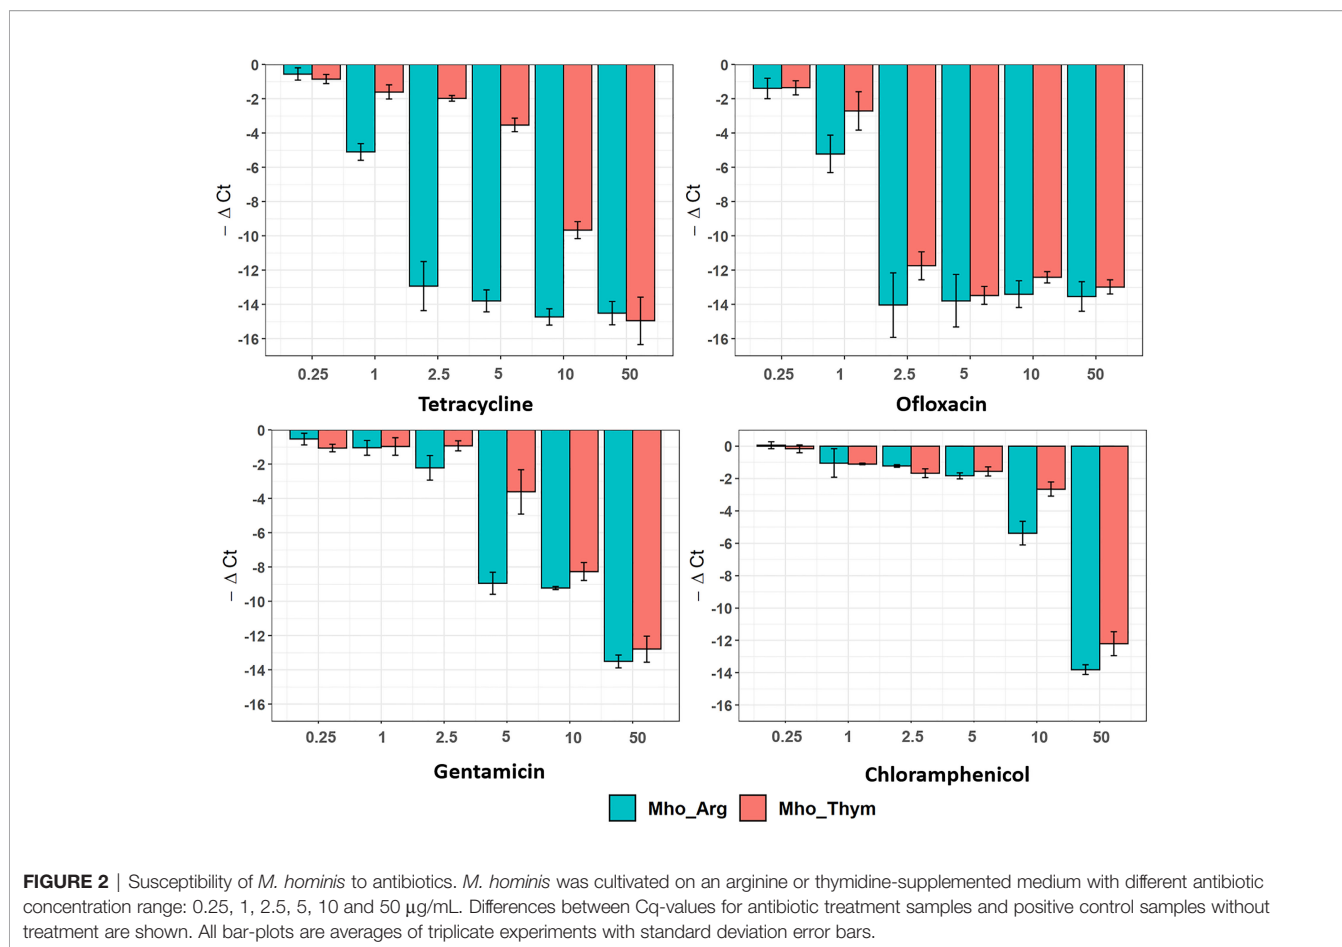 0
-2
-4
-6
-8
-10
-12
-14
-16
− Δ Ct
0.25 1 2.5 5 10 50
Tetracycline
0
-2
-4
-6
-8
-10
-12
-14
-16
− Δ Ct
0.25 1 2.5 5 10 50
Ofloxacin
0
-2
-4
-6
-8
-10
-12
-14
-16
− Δ Ct
0.25 1 2.5 5 10 50
Gentamicin
0
-2
-4
-6
-8
-10
-12
-14
-16
− Δ Ct
0.25 1 2.5 5 10 50
Chloramphenicol
Mho_Arg Mho_Thym
FIGURE 2 | Susceptibility of M. hominis to antibiotics. M. hominis was cultivated on an arginine or thymidine-supplemented medium with different antibiotic
concentration range: 0.25, 1, 2.5, 5, 10 and 50 μg/mL. Differences between Cq-values for antibiotic treatment samples and positive control samples without
treatment are shown. All bar-plots are averages of triplicate experiments with standard deviation error bars.